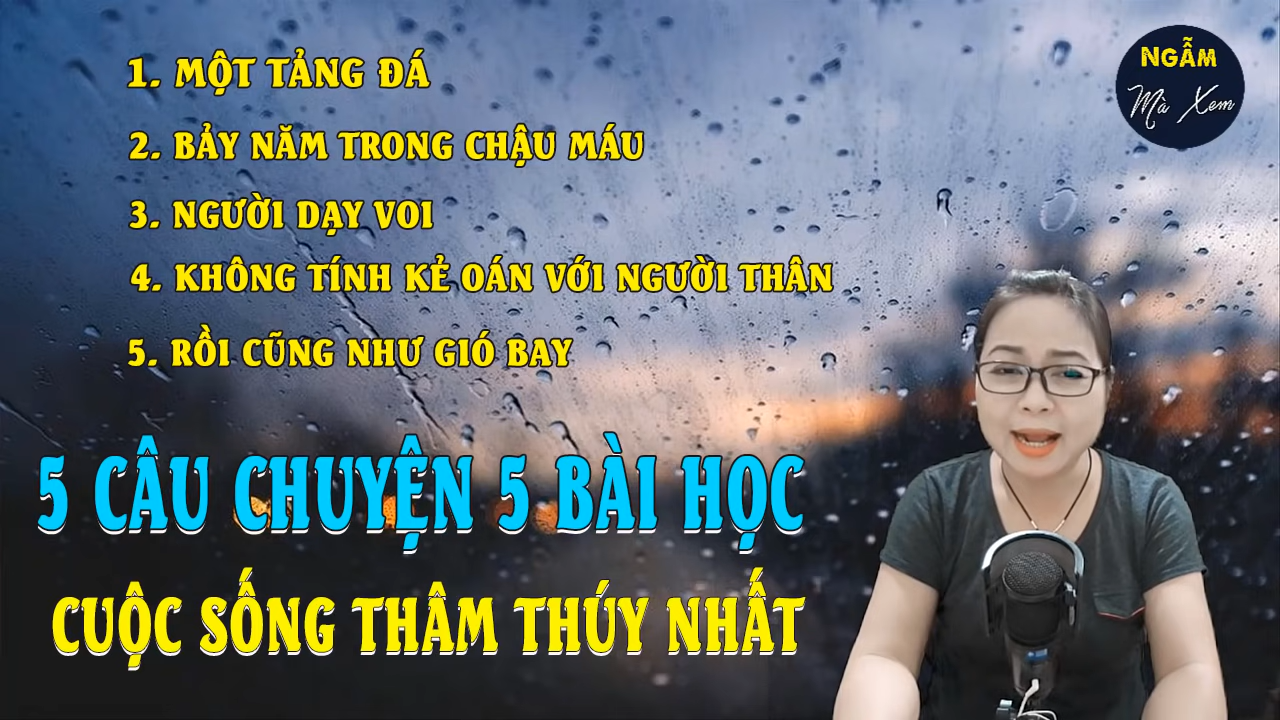 1. MỘT TẢNG ĐÁ
2. BẢY NĂM TRONG CHẬU MÁU
3. NGƯỜI DẠY VOI
4. KHÔNG TÍNH KẺ OÁN VỚI NGƯỜI THÂN
5. RỒI CŨNG NHƯ GIÓ BAY
5 CÂU CHUYỆN 5 BÀI HỌC
CUỘC SỐNG THÂM THÚY NHẤT
NGẪM
Mà Xem